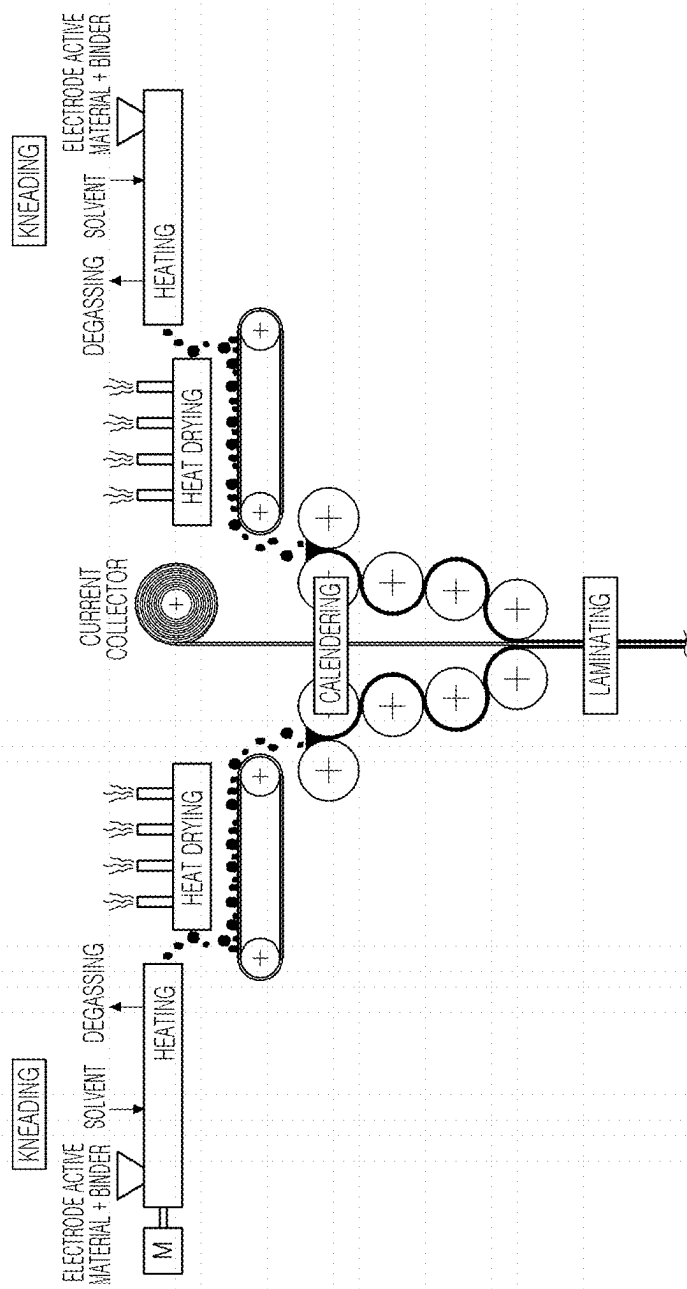 KNEADING
KNEADING
ELECTRODE ACTIVE
MATERIAL + BINDER
SOLVENT
DEGASSING
CURRENT
COLLECTOR
DEGASSING
SOLVENT
ELECTRODE ACTIVE
MATERIAL + BINDER
M
HEATING
HEAT DRYING
HEAT DRYING
HEATING
CALENDERING
LAMINATING